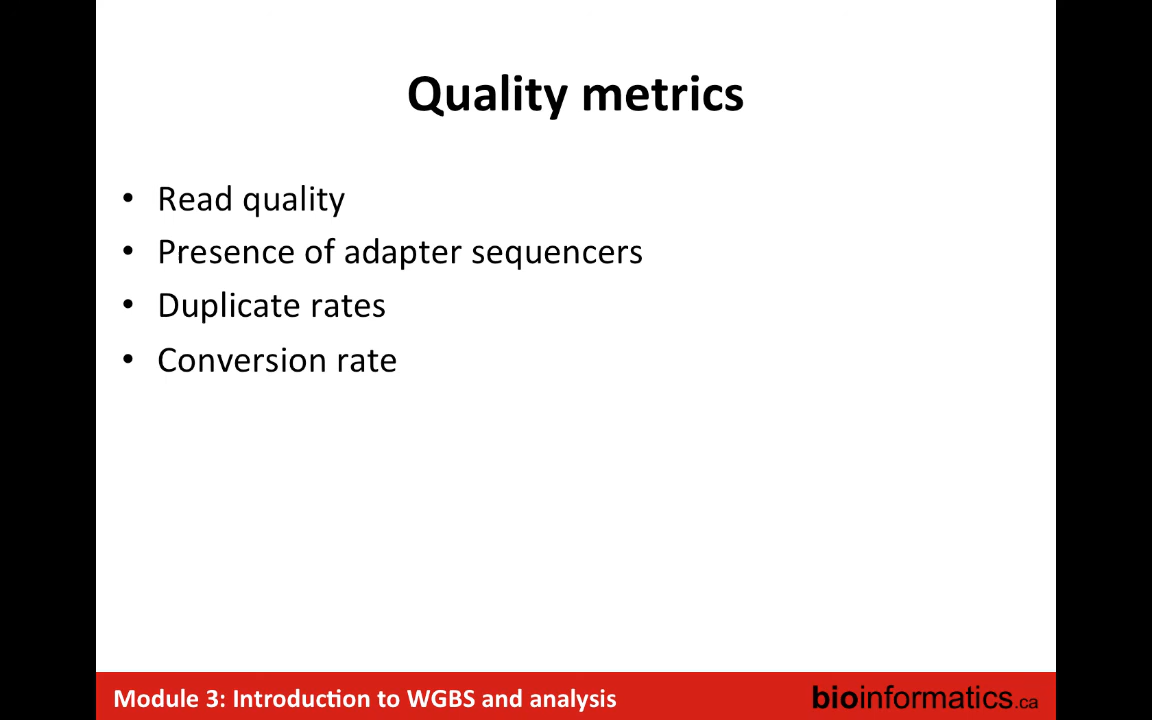 Quality metrics
• Read quality
• Presence of adapter sequencers
• Duplicate rates
• Conversion rate
Module 3: Introduction to WGBS and analysis
bioinformatics.ca